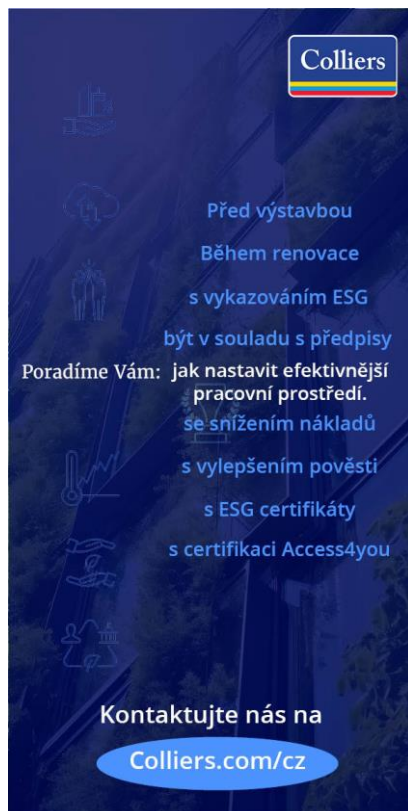 Colliers
Před výstavbou
Během renovace
s vykazováním ESG
být v souladu s předpisy
Poradíme Vám: jak nastavit efektivnější
pracovní prostředí.
se snížením nákladů
s vylepšením pověsti
s ESG certifikáty
s certifikaci Access4you
Kontaktujte nás na
Colliers.com/cz